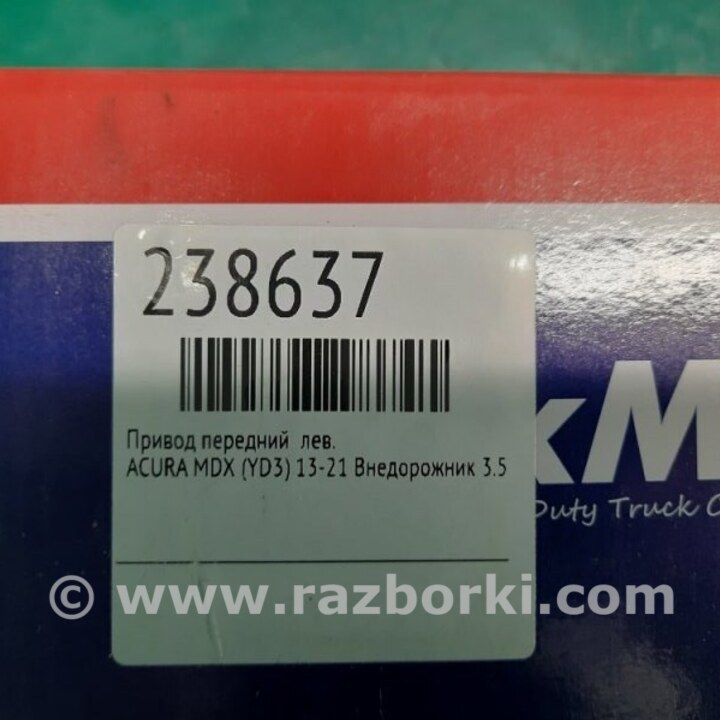 238637
Привод передний лев.
ACURA MDX (YD3) 13-21 Внедорожник 3.5
Duty Truck
© www.razborki.com